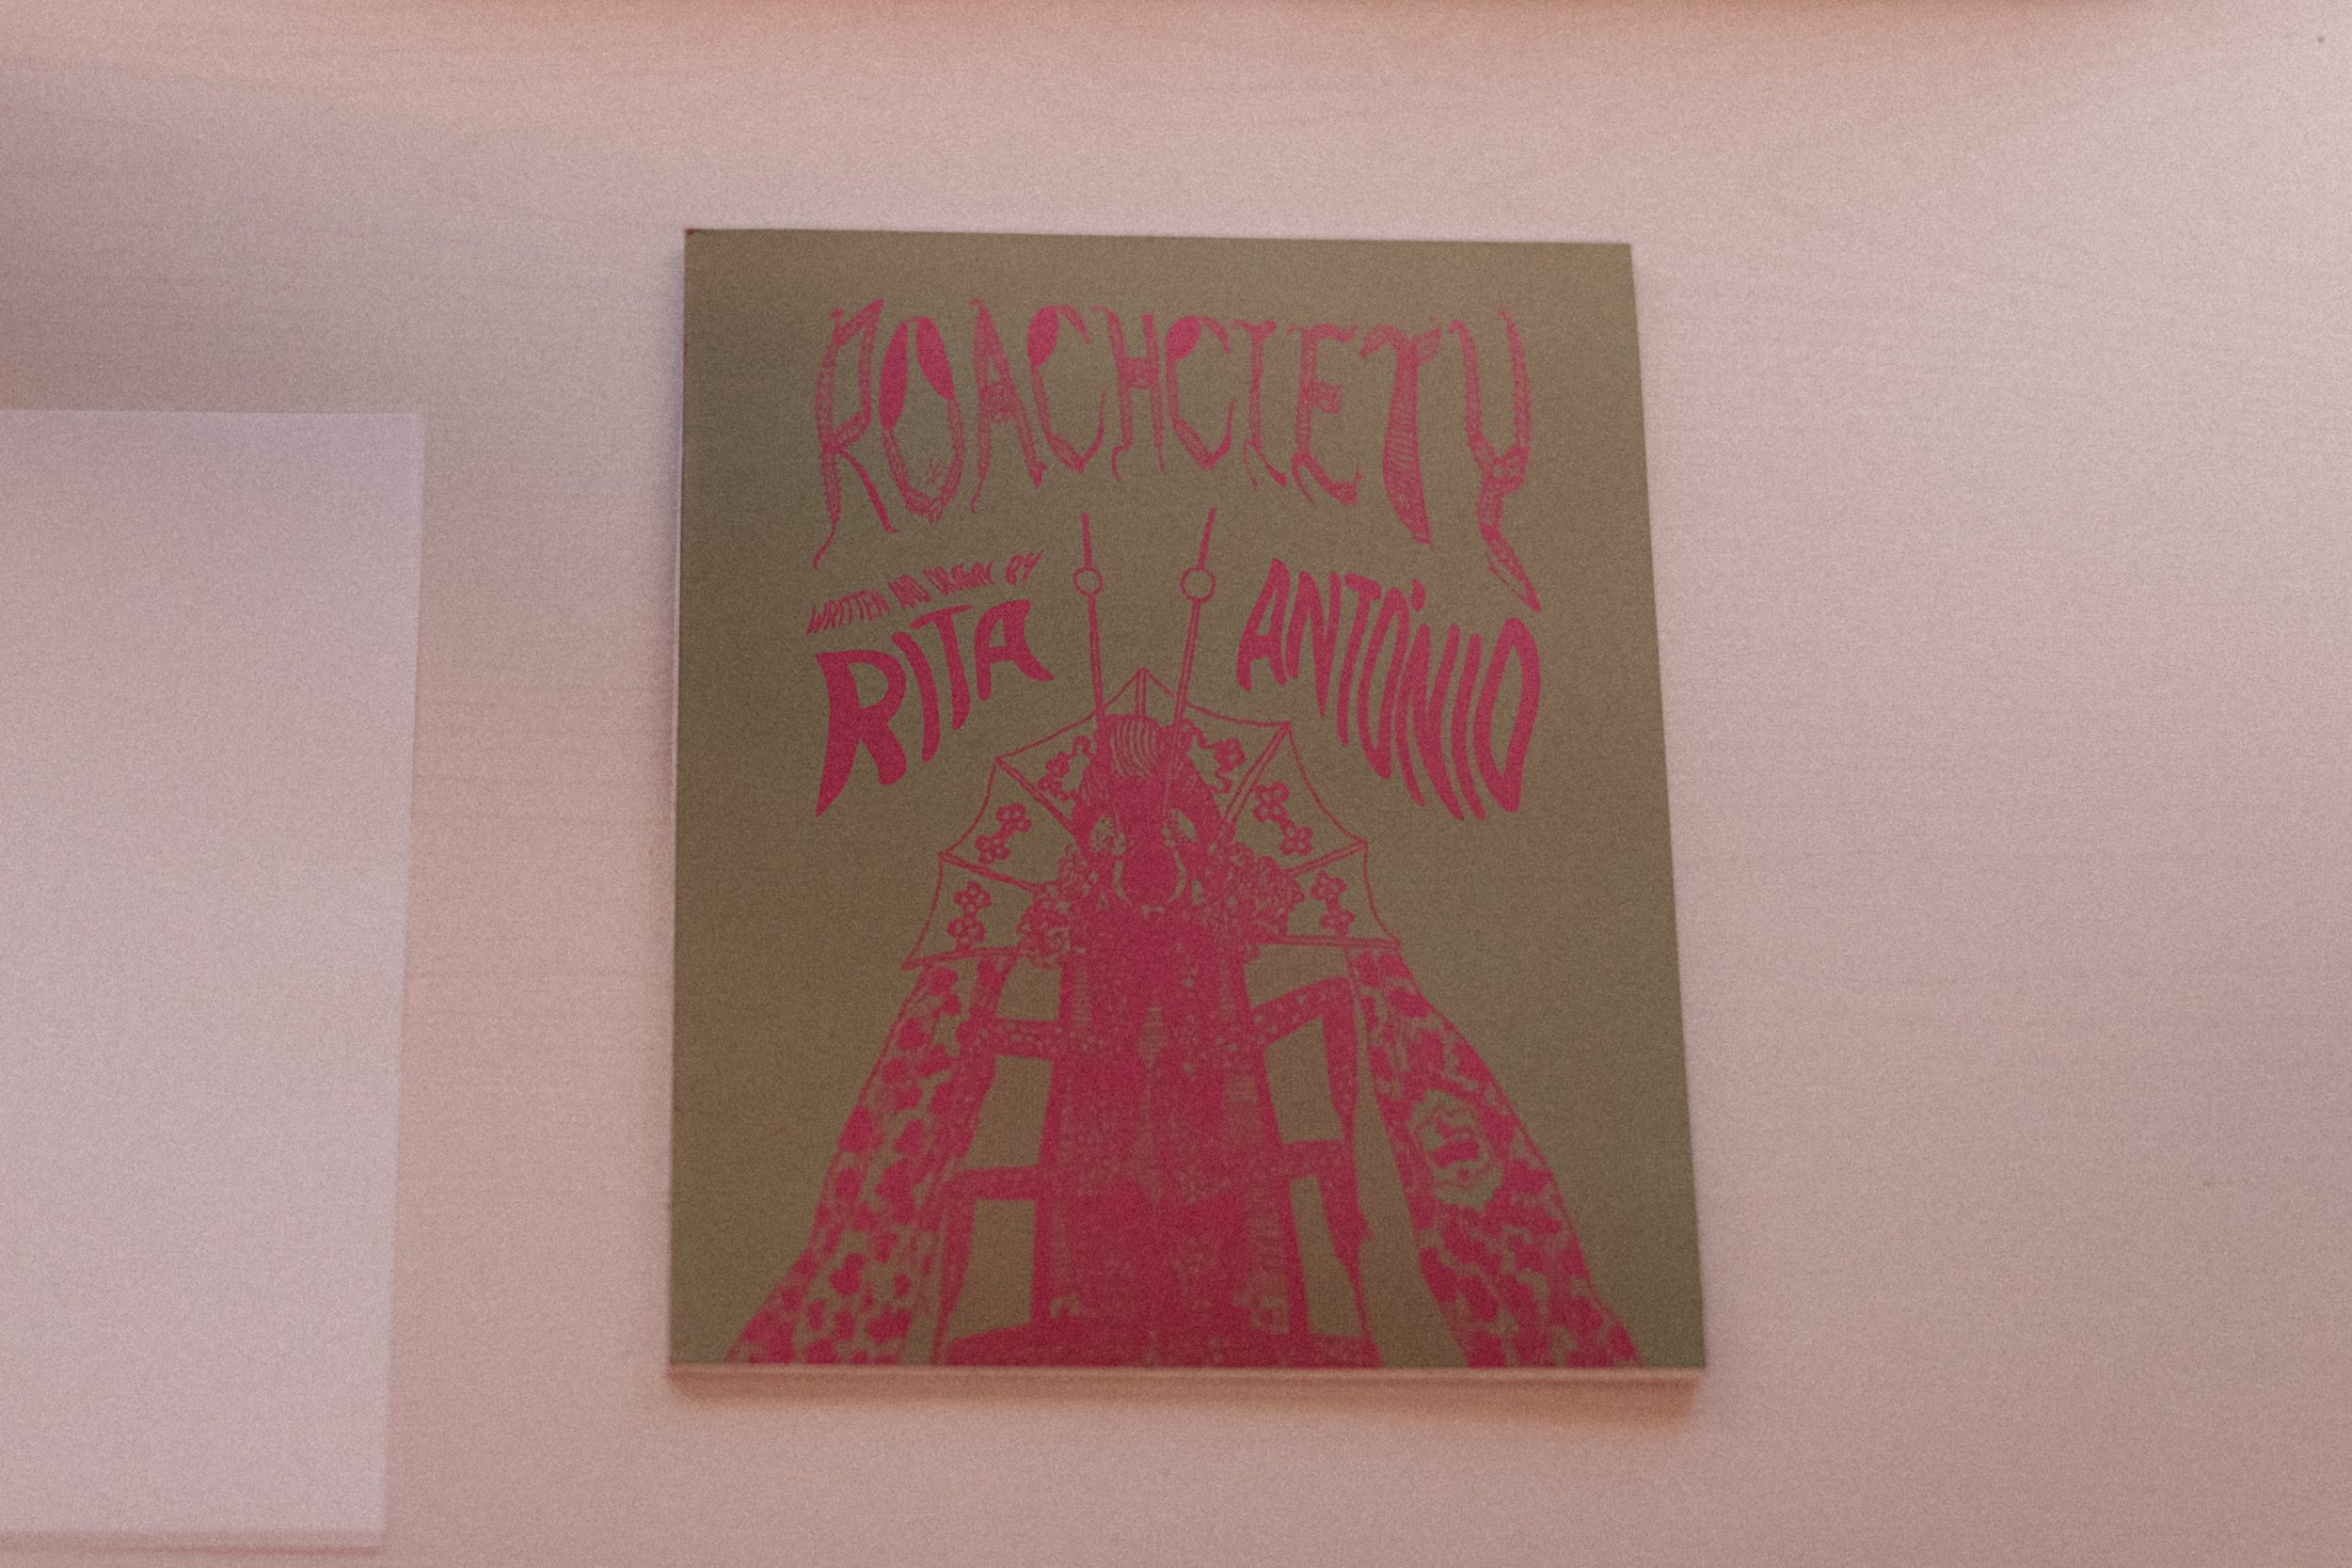 ROACHCIETY
WRITTEN AND DRAWN BY
RITA ANTÓNIO